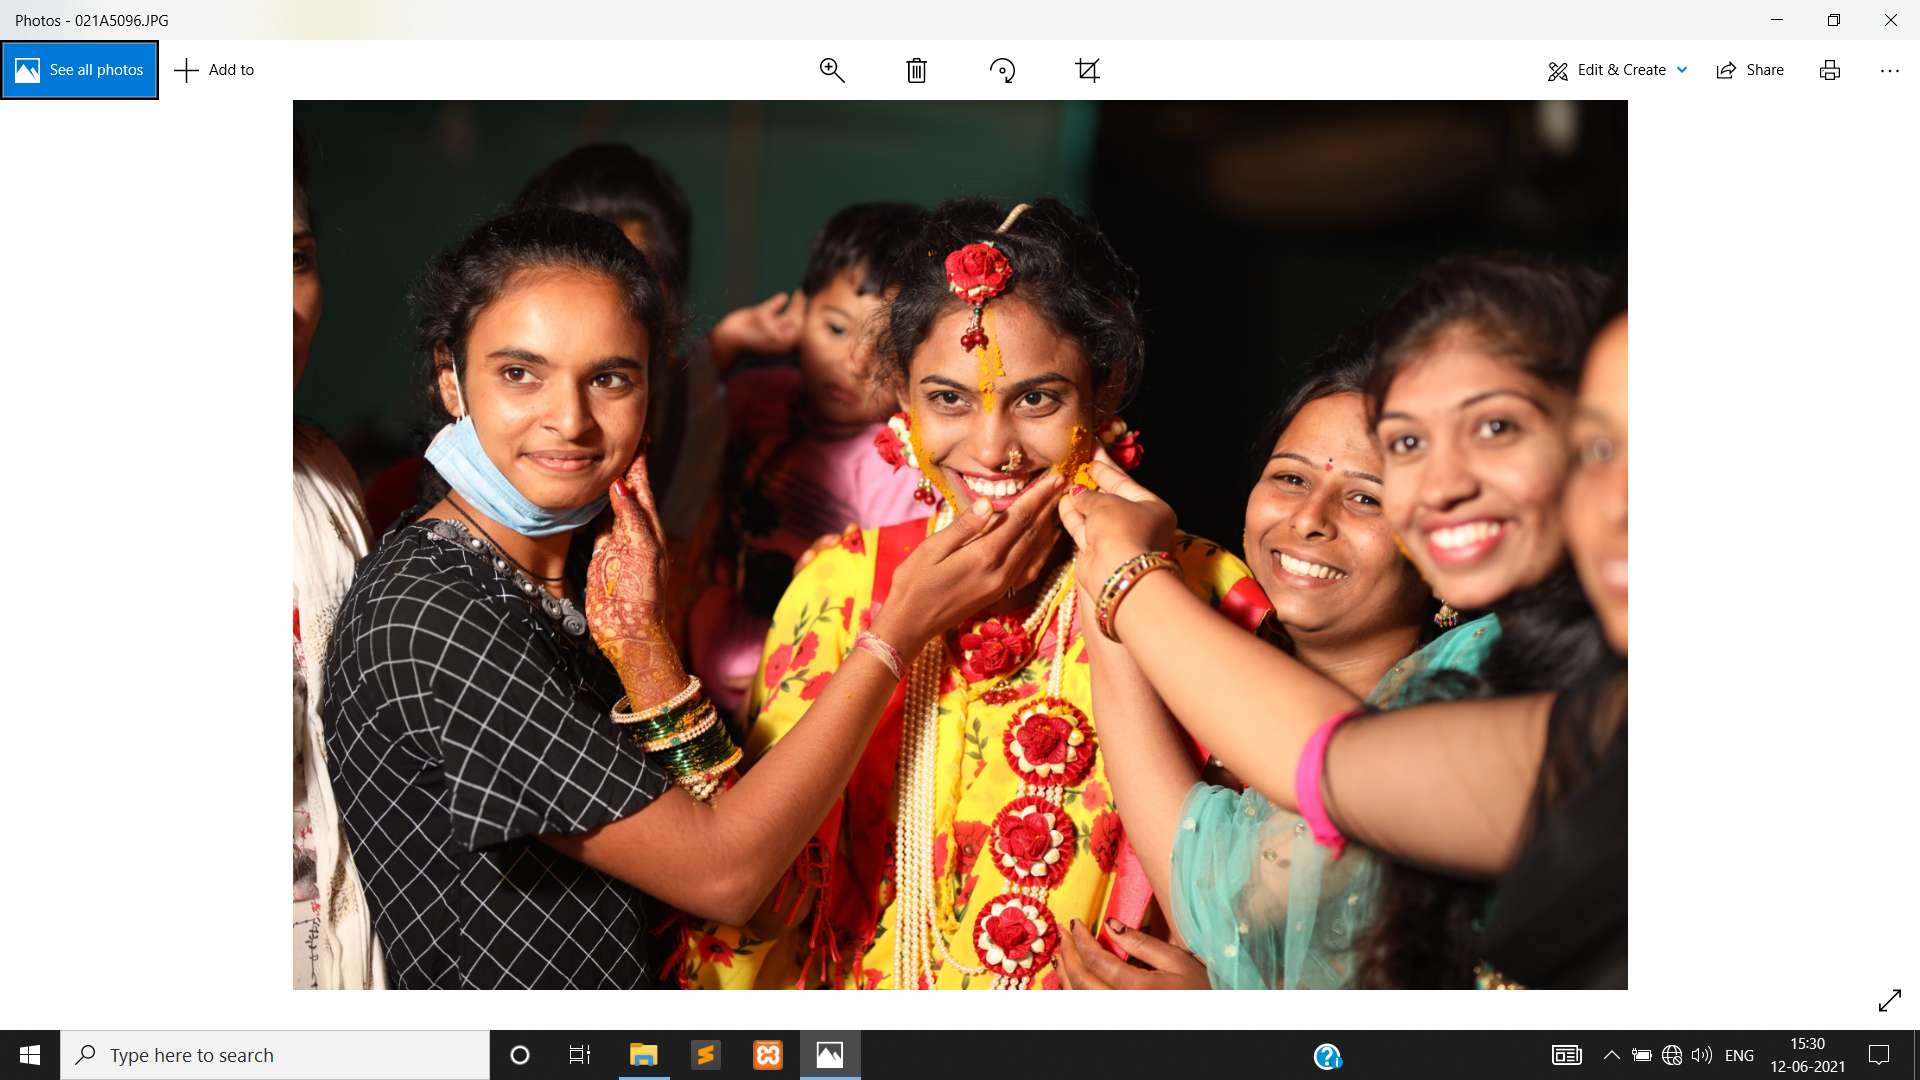 Photos - 021A5096.JPG
See all photos
Add to
Edit & Create
Share
Type here to search
ENG
15:30
12-06-2021